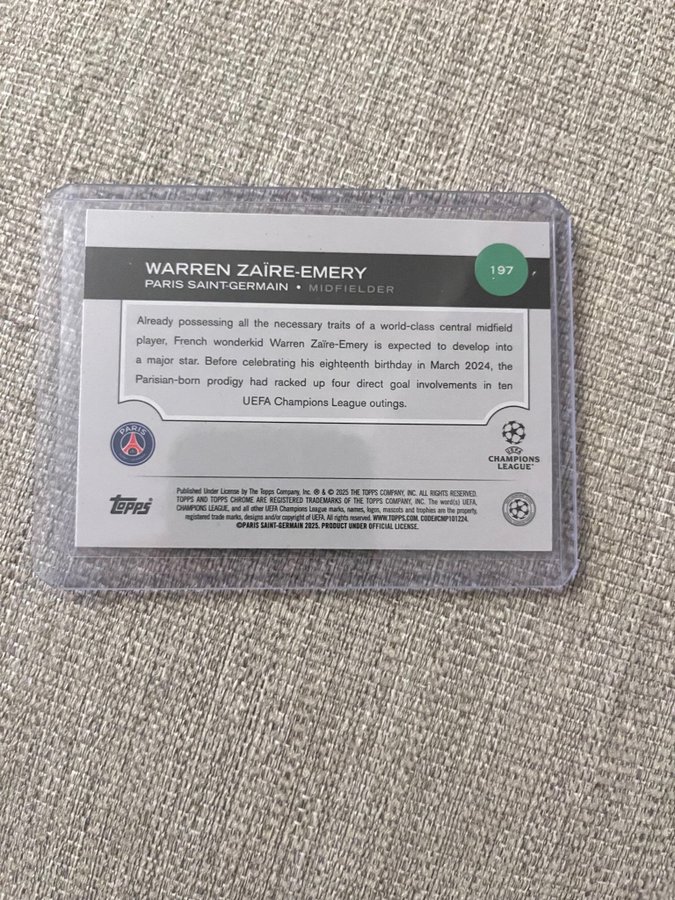 WARREN ZAÏRE-EMERY
197
PARIS SAINT-GERMAIN • MIDFIELDER
Already possessing all the necessary traits of a world-class central midfield
player, French wonderkid Warren Zaïre-Emery is expected to develop into
a major star. Before celebrating his eighteenth birthday in March 2024, the
Parisian-born prodigy had racked up four direct goal involvements in ten
UEFA Champions League outings.
PARIS
UEFA
CHAMPIONS
LEAGUE
Topps
Published Under License by The Topps Company, Inc. ® & © 2025 THE TOPPS COMPANY, INC. ALL RIGHTS RESERVED.
TOPPS AND TOPPS CHROME ARE REGISTERED TRADEMARKS OF THE TOPPS COMPANY, INC. The word(s) UEFA,
CHAMPIONS LEAGUE, and all other UEFA Champions League marks, names, logos, mascots and trophies are the property,
registered trade marks, designs and/or copyright of UEFA. All rights reserved. WWW.TOPPS.COM. CODE#CMP101224.
©PARIS SAINT-GERMAIN 2025. PRODUCT UNDER OFFICIAL LICENSE.